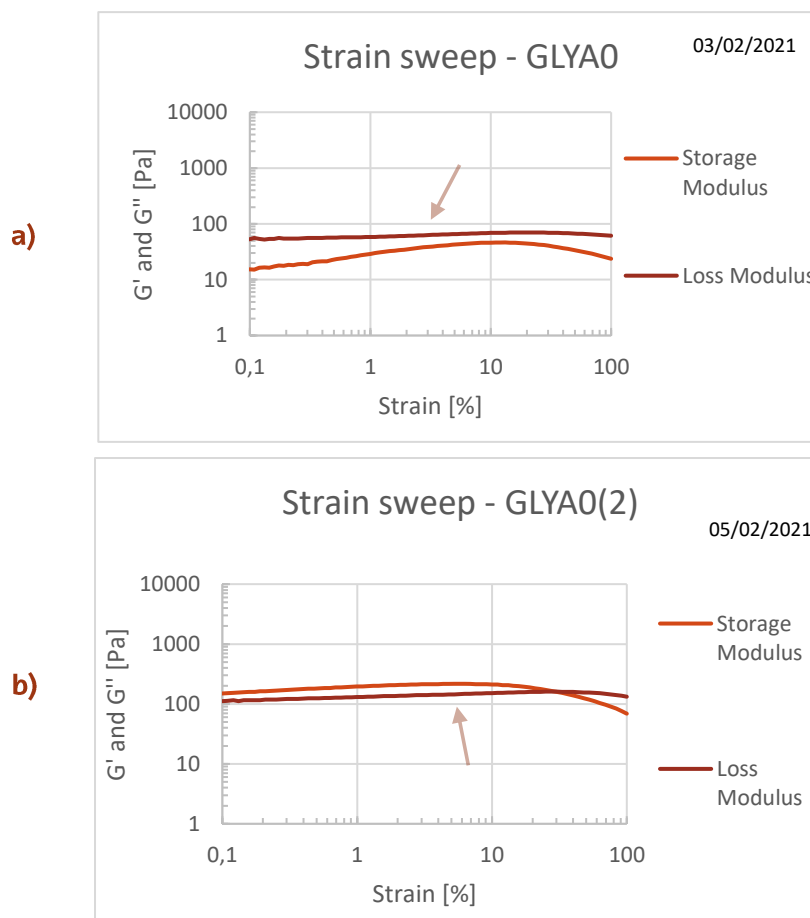 Strain sweep - GLYA0
03/02/2021
a)
G' and G'' [Pa]
10000
1000
100
10
1
0,1 1 10 100
Strain [%]
Storage
Modulus
Loss Modulus
Strain sweep - GLYA0(2)
05/02/2021
b)
G' and G'' [Pa]
10000
1000
100
10
1
0,1 1 10 100
Strain [%]
Storage
Modulus
Loss
Modulus